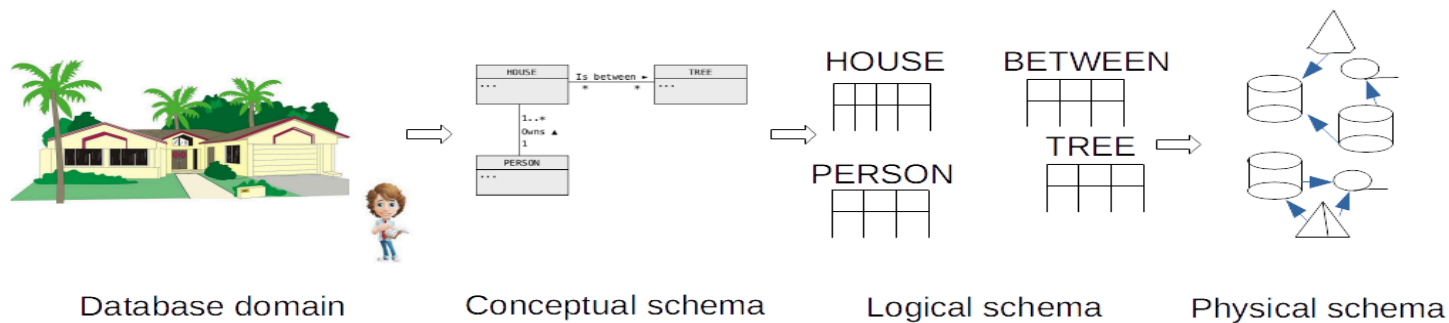 HOUSE
...
Is between ►
* *
TREE
...
1..*
Owns ▲
1
PERSON
...
HOUSE
BETWEEN
TREE
PERSON
Database domain
Conceptual schema
Logical schema
Physical schema